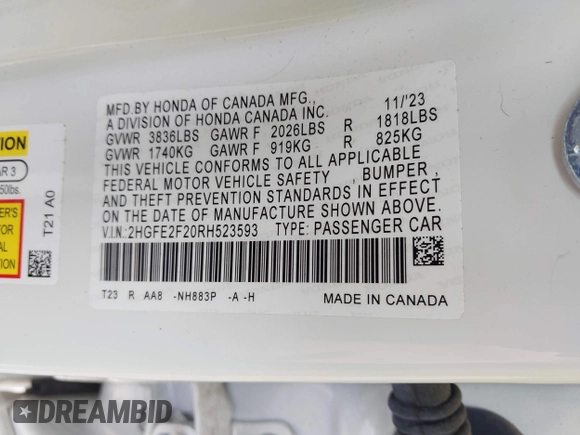 MFD.BY HONDA OF CANADA MFG., 11/'23
A DIVISION OF HONDA CANADA INC.
GVWR 3836LBS GAWR F 2026LBS R 1818LBS
GVWR 1740KG GAWR F 919KG R 825KG
THIS VEHICLE CONFORMS TO ALL APPLICABLE
FEDERAL MOTOR VEHICLE SAFETY , BUMPER ,
AND THEFT PREVENTION STANDARDS IN EFFECT
ON THE DATE OF MANUFACTURE SHOWN ABOVE.
V.I.N: 2HGFE2F20RH523593 TYPE: PASSENGER CAR
T23 R AA8 -NH883P -A -H MADE IN CANADA
T21 A0
DREAMBID